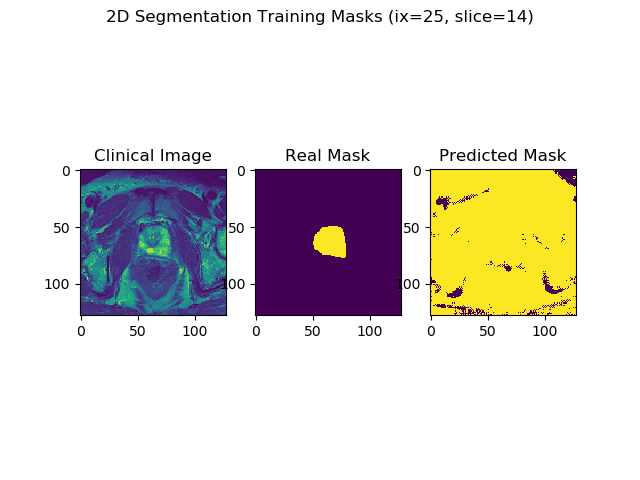 2D Segmentation Training Masks (ix=25, slice=14)
Clinical Image Real Mask Predicted Mask
0 0 0
50 50 50
100 100 100
0 50 100 0 50 100 0 50 100